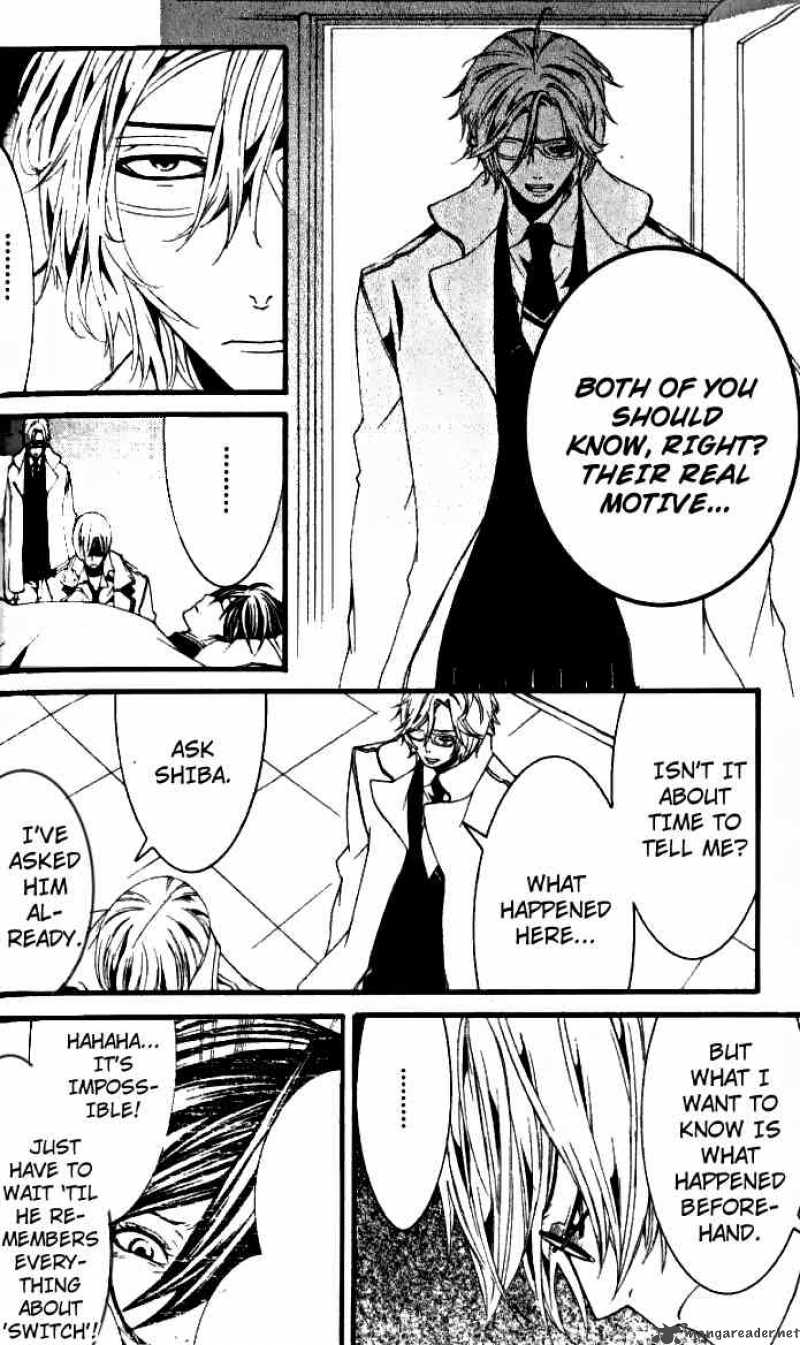 BOTH OF YOU
SHOULD
KNOW, RIGHT?
THEIR REAL
MOTIVE...
.........
.........
ISN'T IT
ABOUT
TIME TO
TELL ME?
WHAT
HAPPENED
HERE...
ASK
SHIBA.
I'VE
ASKED
HIM
AL-
READY.
BUT
WHAT I
WANT TO
KNOW IS
WHAT
HAPPENED
BEFORE-
HAND.
.........
HAHAHA...
IT'S
IMPOSS-
IBLE!
JUST
HAVE TO
WAIT 'TIL
HE RE-
MEMBERS
EVERY-
THING
ABOUT
'SWITCH'!
mangareader.net